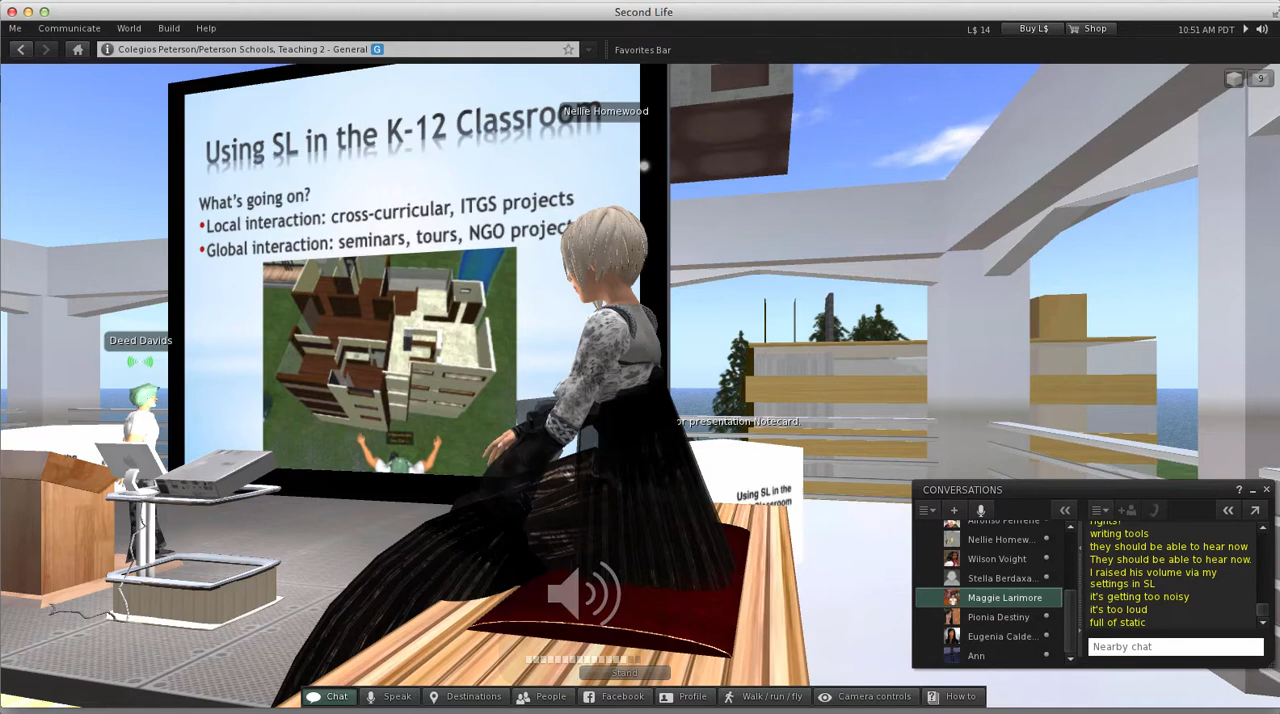 Second Life
Me Communicate World Build Help
L$ 14 Buy L$ Shop 10:51 AM PDT
Colegios Peterson/Peterson Schools, Teaching 2 - General G
Favorites Bar
9
Nellie Homewood
Using SL in the K-12 Classroom
What's going on?
•Local interaction: cross-curricular, ITGS projects
•Global interaction: seminars, tours, NGO project
Deed Davids
or presentation Notecard.
Using SL in the
Classroom
CONVERSATIONS
Nellie Homew...
Wilson Voight
Stella Berdaxa...
Maggie Larimore
Pionia Destiny
Eugenia Calde...
Ann
rights?
writing tools
they should be able to hear now
They should be able to hear now.
I raised his volume via my
settings in SL
it's getting too noisy
it's too loud
full of static
Nearby chat
Stand
Chat Speak Destinations People Facebook Profile Walk / run / fly Camera controls How to